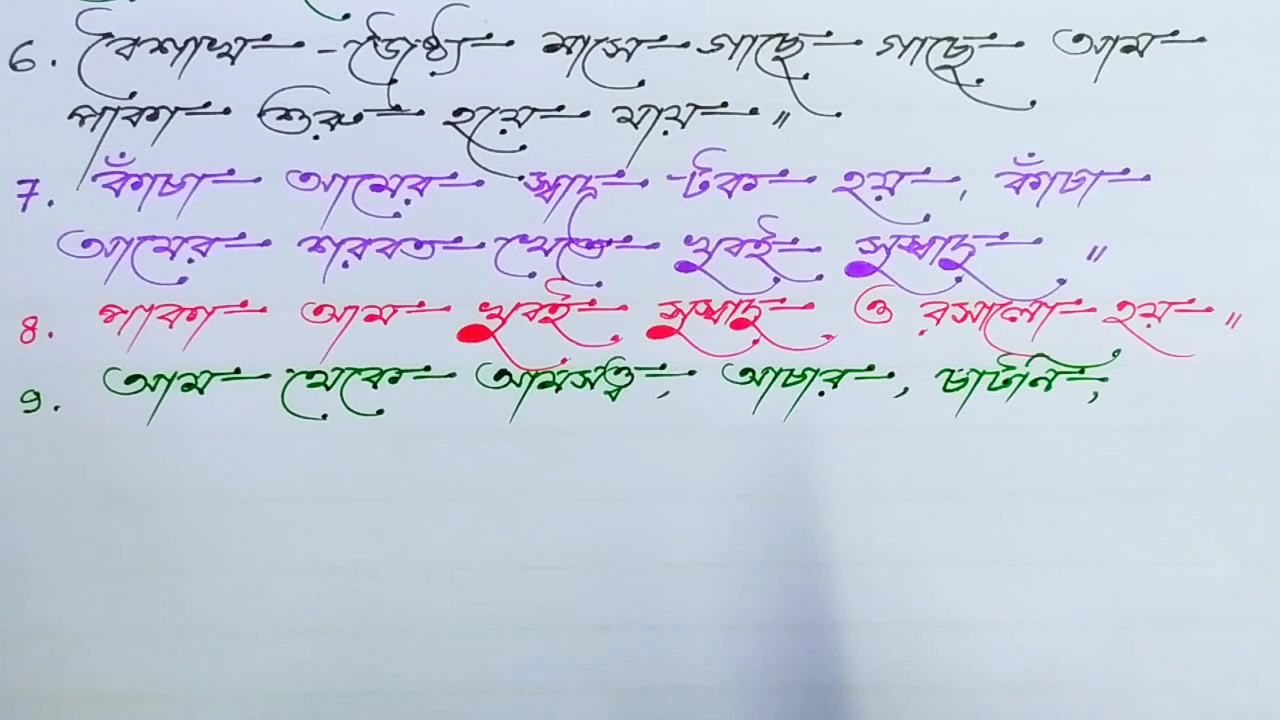 6. বৈশাখ - জৈষ্ঠ্য মাসে গাছে গাছে আম
পাকা শুরু হয়ে যায়॥
7. কাঁচা আমের স্বাদ টক হয়, কাঁচা
আমের শরবত খেতে খুবই সুস্বাদু ॥
8. পাকা আম খুবই সুস্বাদু ও রসালো হয়॥
9. আম থেকে আমসত্ত্ব, আচার, চাটনি,